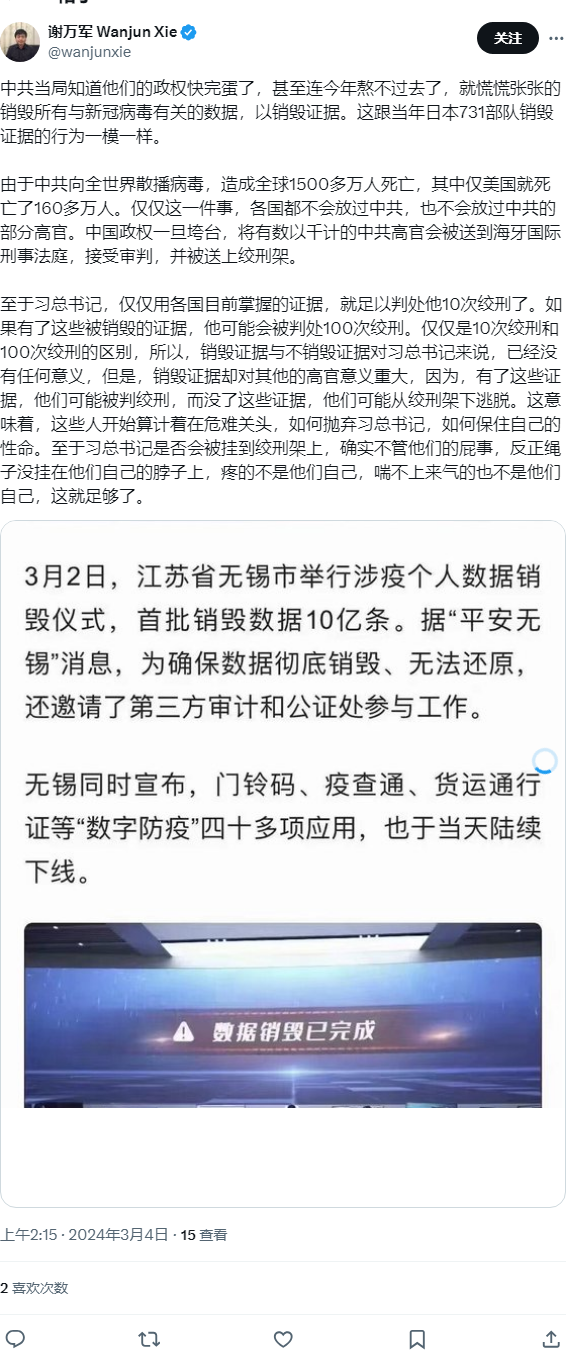 谢万军 Wanjun Xie
@wanjunxie
关注
中共当局知道他们的政权快完蛋了，甚至连今年熬不过去了，就慌慌张张的
销毁所有与新冠病毒有关的数据，以销毁证据。这跟当年日本731部队销毁
证据的行为一模一样。
由于中共向全世界散播病毒，造成全球1500多万人死亡，其中仅美国就死
亡了160多万人。仅仅这一件事，各国都不会放过中共，也不会放过中共的
部分高官。中国政权一旦垮台，将有数以千计的中共高官会被送到海牙国际
刑事法庭，接受审判，并被送上绞刑架。
至于习总书记，仅仅用各国目前掌握的证据，就足以判处他10次绞刑了。如
果有了这些被销毁的证据，他可能会被判处100次绞刑。仅仅是10次绞刑和
100次绞刑的区别，所以，销毁证据与不销毁证据对习总书记来说，已经没
有任何意义，但是，销毁证据却对其他的高官意义重大，因为，有了这些证
据，他们可能被判绞刑，而没了这些证据，他们可能从绞刑架下逃脱。这意
味着，这些人开始算计着在危难关头，如何抛弃习总书记，如何保住自己的
性命。至于习总书记是否会被挂到绞刑架上，确实不管他们的屁事，反正绳
子没挂在他们自己的脖子上，疼的不是他们自己，喘不上来气的也不是他们
自己，这就足够了。
3月2日，江苏省无锡市举行涉疫个人数据销
毁仪式，首批销毁数据10亿条。据“平安无
锡”消息，为确保数据彻底销毁、无法还原，
还邀请了第三方审计和公证处参与工作。
无锡同时宣布，门铃码、疫查通、货运通行
证等“数字防疫”四十多项应用，也于当天陆续
下线。
数据销毁已完成
上午2:15 · 2024年3月4日 · 15 查看
2 喜欢次数